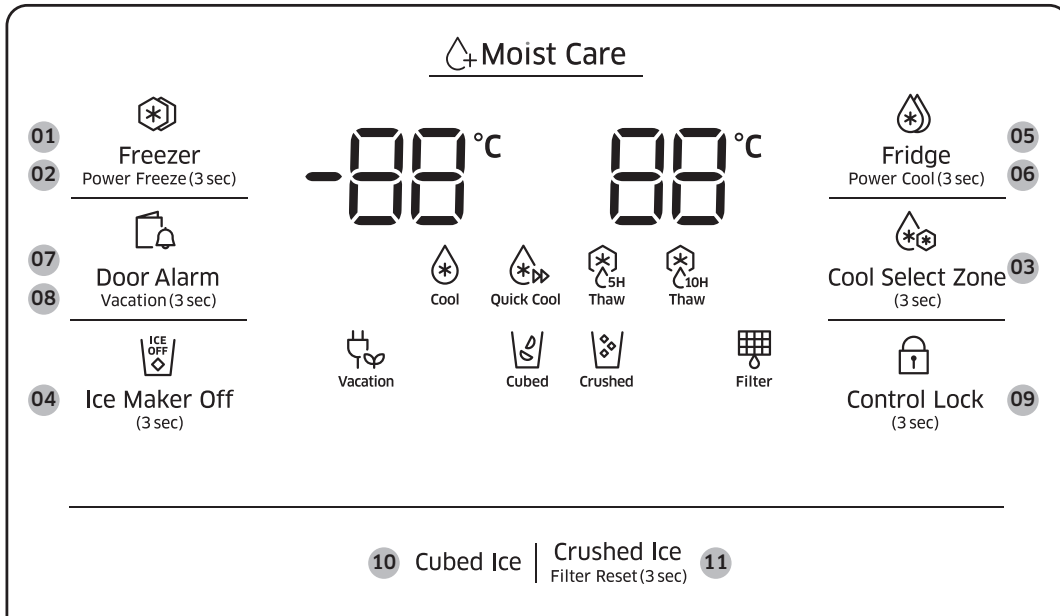 Moist Care
01
Freezer
02
Power Freeze (3 sec)
-88 °C
88 °C
Fridge
05
Power Cool (3 sec)
06
07
Door Alarm
08
Vacation (3 sec)
Cool
Quick Cool
5H
Thaw
10H
Thaw
Cool Select Zone
03
(3 sec)
ICE
OFF
04
Ice Maker Off
(3 sec)
Vacation
Cubed
Crushed
Filter
Control Lock
09
(3 sec)
10
Cubed Ice
Crushed Ice
Filter Reset (3 sec)
11